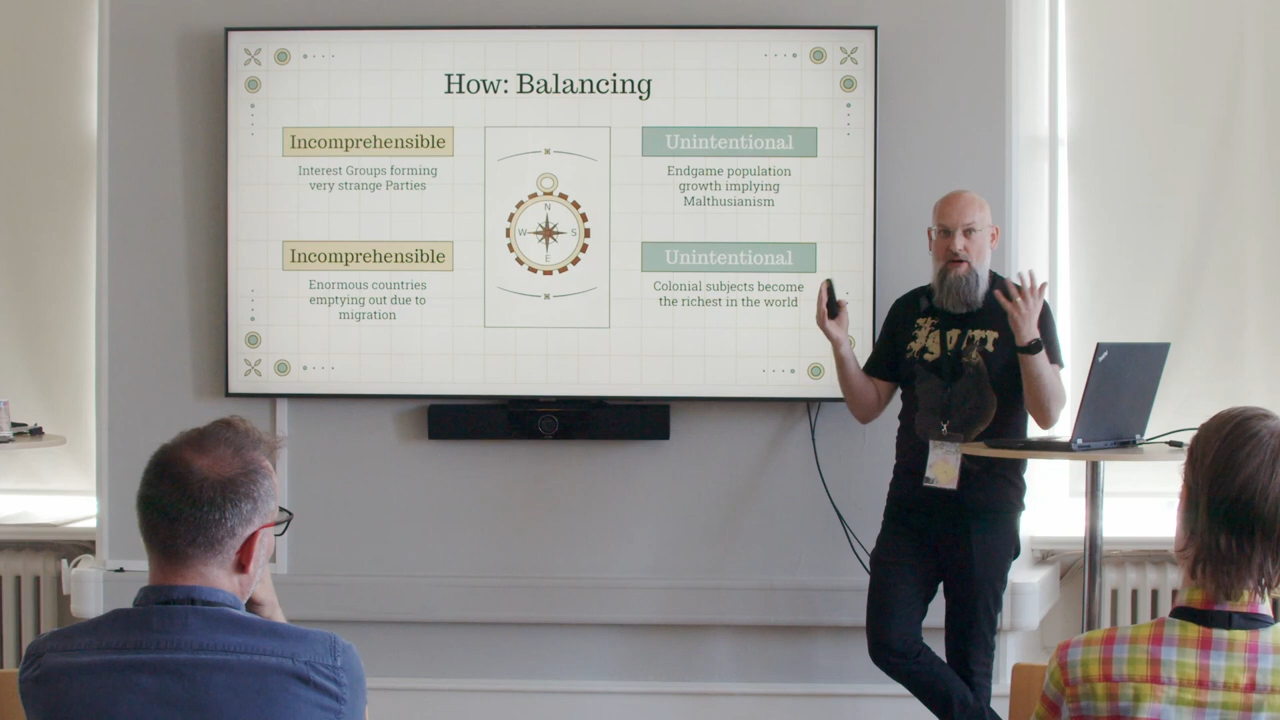 How: Balancing
Incomprehensible
Interest Groups forming
very strange Parties
Incomprehensible
Enormous countries
emptying out due to
migration
N
W
S
E
Unintentional
Endgame population
growth implying
Malthusianism
Unintentional
Colonial subjects become
the richest in the world